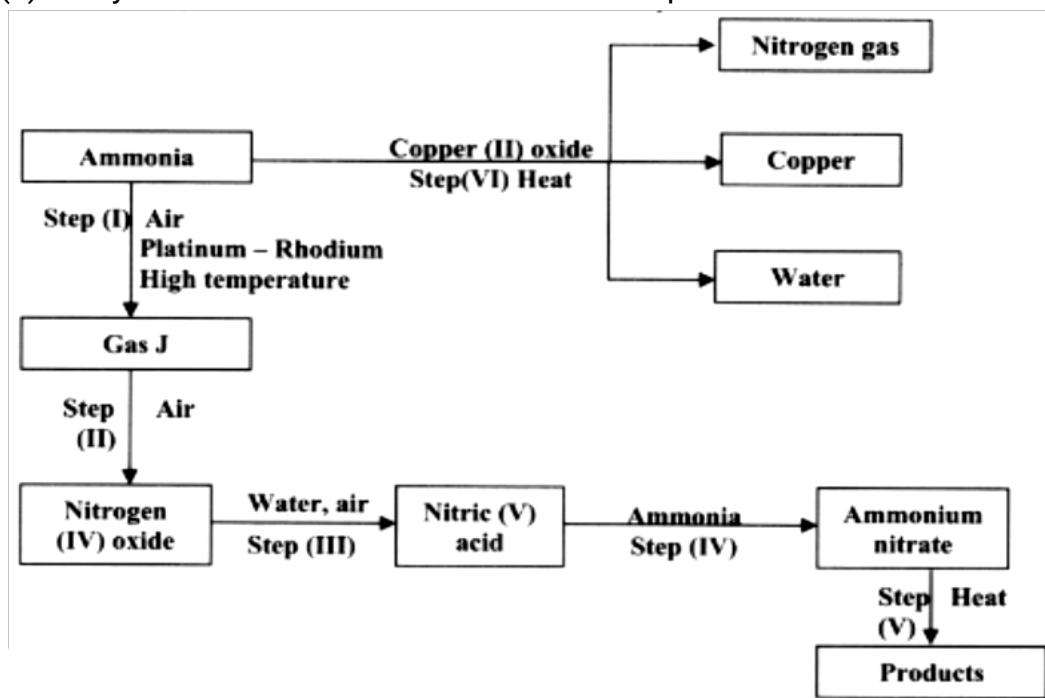 Nitrogen gas
Ammonia
Copper (II) oxide
Step(VI) Heat
Copper
Step (I) Air
Platinum – Rhodium
High temperature
Water
Gas J
Step Air
(II)
Nitrogen
(IV) oxide
Water, air
Step (III)
Nitric (V)
acid
Ammonia
Step (IV)
Ammonium
nitrate
Step Heat
(V)
Products